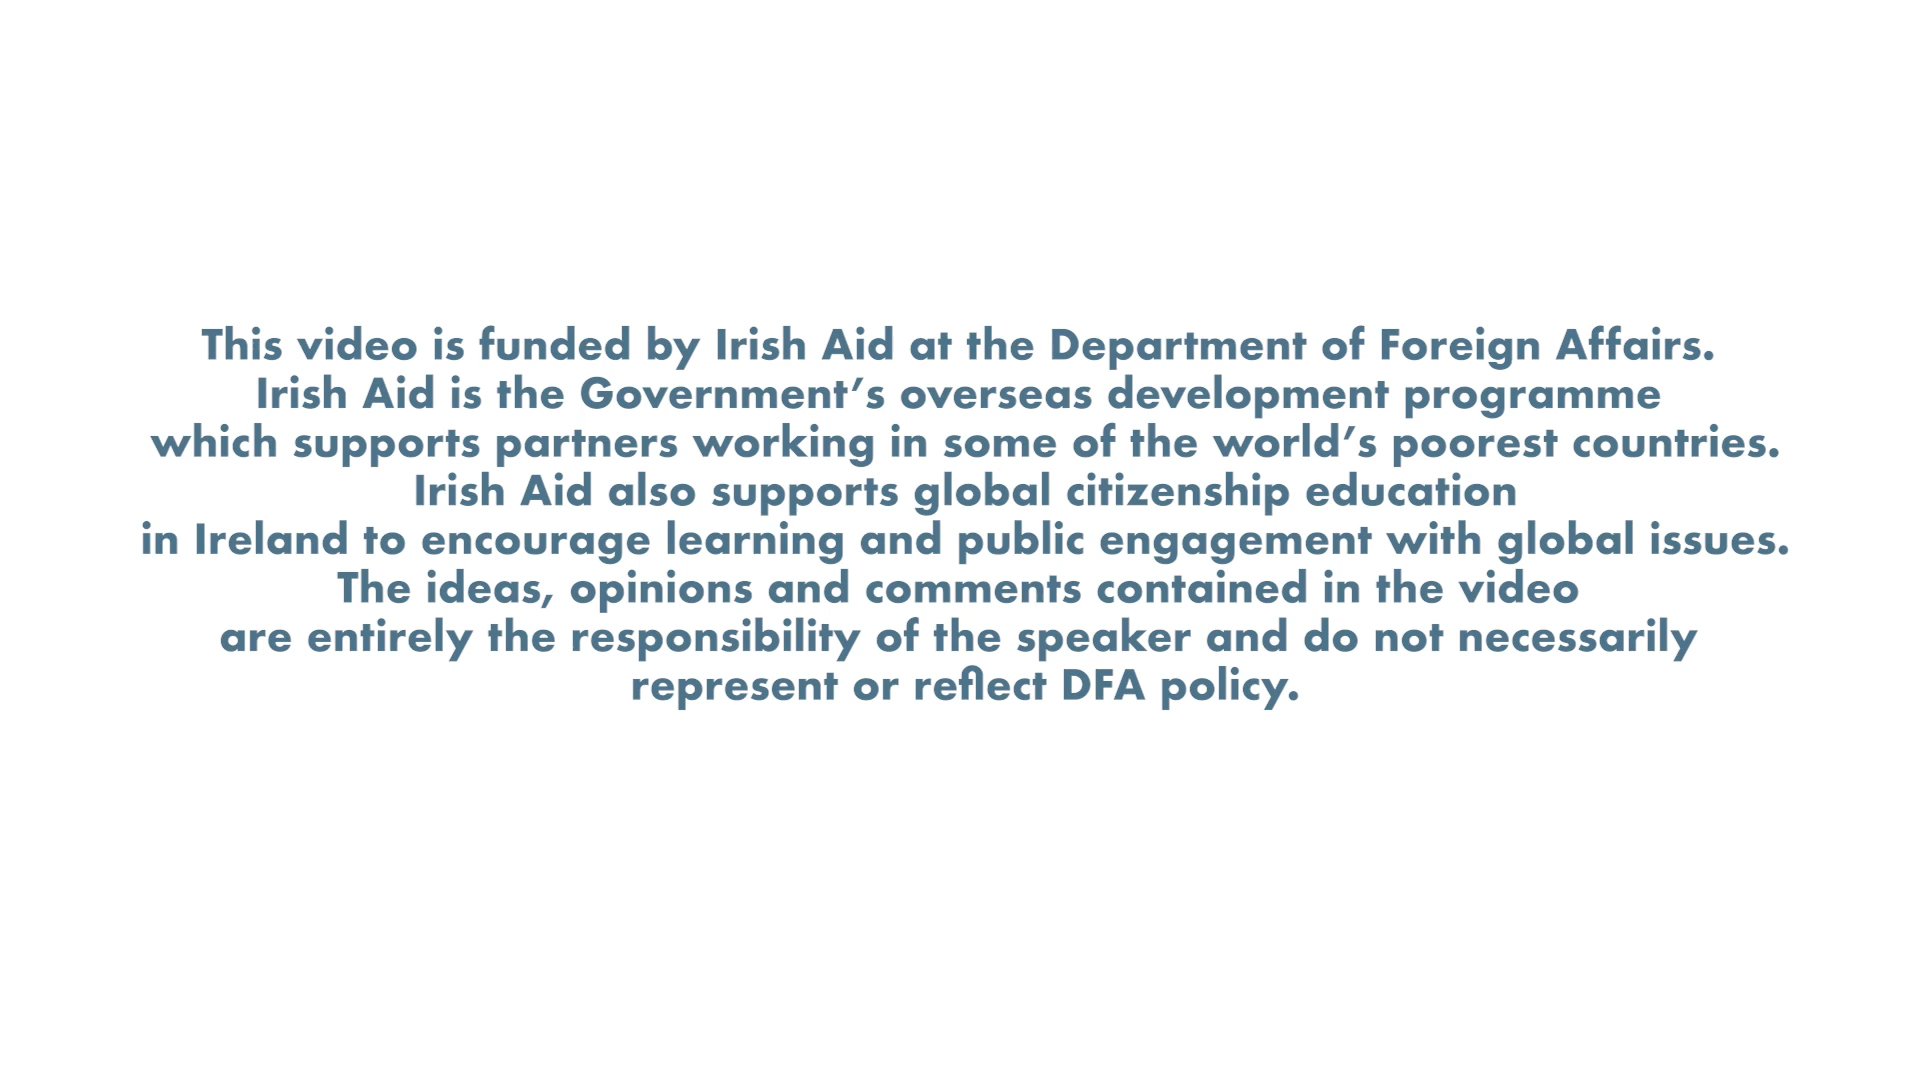 This video is funded by Irish Aid at the Department of Foreign Affairs.
Irish Aid is the Government’s overseas development programme
which supports partners working in some of the world’s poorest countries.
Irish Aid also supports global citizenship education
in Ireland to encourage learning and public engagement with global issues.
The ideas, opinions and comments contained in the video
are entirely the responsibility of the speaker and do not necessarily
represent or reflect DFA policy.